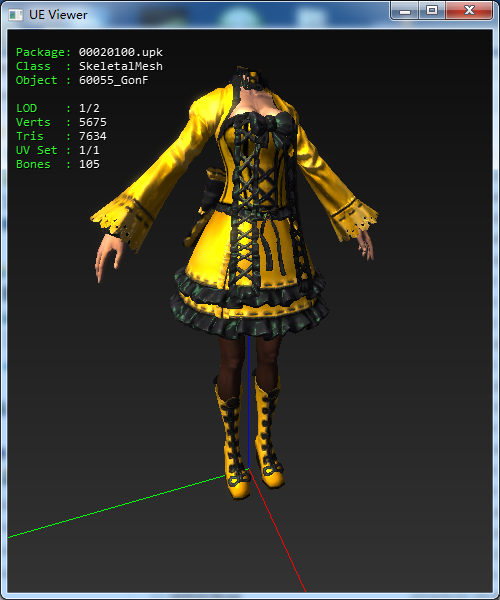 UE Viewer
Package: 00020100.upk
Class : SkeletalMesh
Object : 60055_GonF
LOD : 1/2
Verts : 5675
Tris : 7634
UV Set : 1/1
Bones : 105